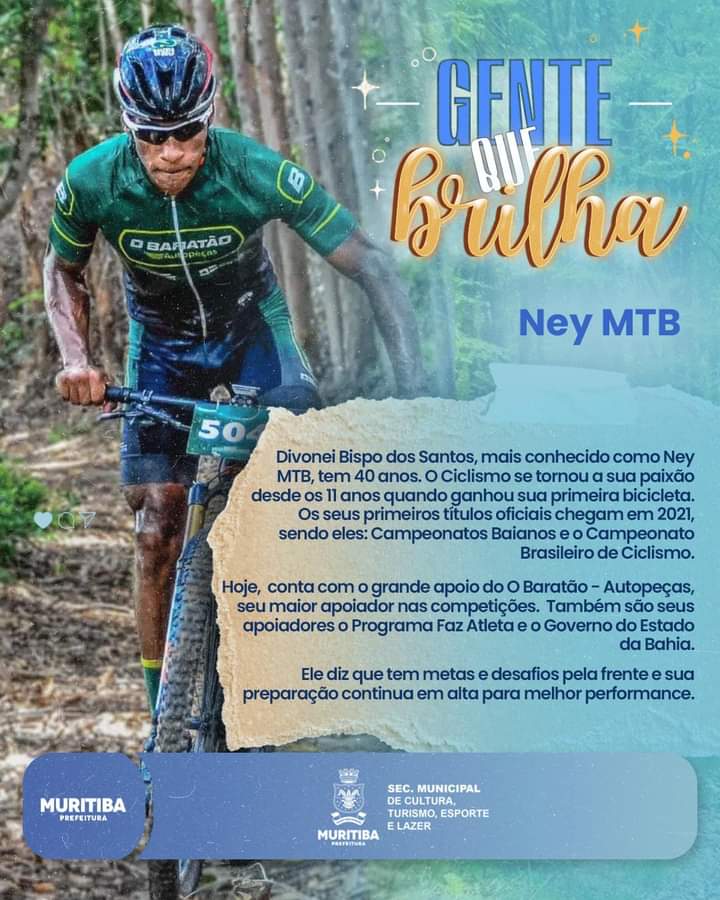 GENTE
QUE
brilha
Ney MTB
B
O BARATÃO
Autopeças
504
Divonei Bispo dos Santos, mais conhecido como Ney
MTB, tem 40 anos. O Ciclismo se tornou a sua paixão
desde os 11 anos quando ganhou sua primeira bicicleta.
Os seus primeiros títulos oficiais chegam em 2021,
sendo eles: Campeonatos Baianos e o Campeonato
Brasileiro de Ciclismo.
Hoje, conta com o grande apoio do O Baratão - Autopeças,
seu maior apoiador nas competições. Também são seus
apoiadores o Programa Faz Atleta e o Governo do Estado
da Bahia.
Ele diz que tem metas e desafios pela frente e sua
preparação continua em alta para melhor performance.
MURITIBA
PREFEITURA
MURITIBA
PREFEITURA
SEC. MUNICIPAL
DE CULTURA,
TURISMO, ESPORTE
E LAZER